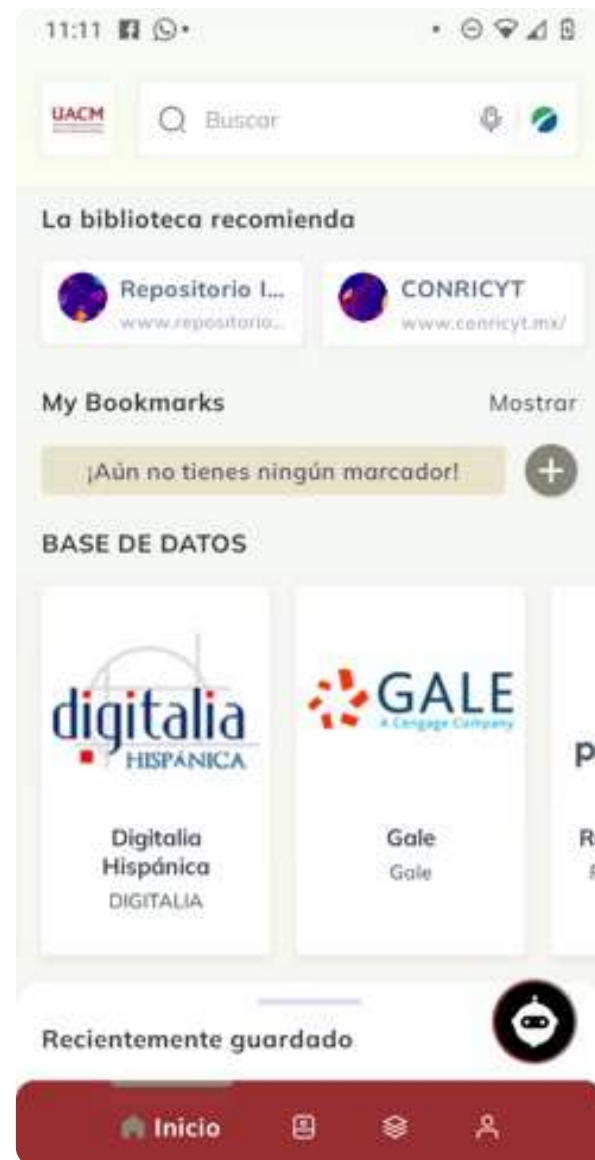 11:11
UACM
Buscar
La biblioteca recomienda
Repositorio I...
www.repositorio...
CONRICYT
www.conricyt.mx/
My Bookmarks
Mostrar
¡Aún no tienes ningún marcador!
BASE DE DATOS
digitalia
HISPÁNICA
Digitalia
Hispánica
DIGITALIA
GALE
A Cengage Company
Gale
Gale
p
R
Recientemente guardado
Inicio